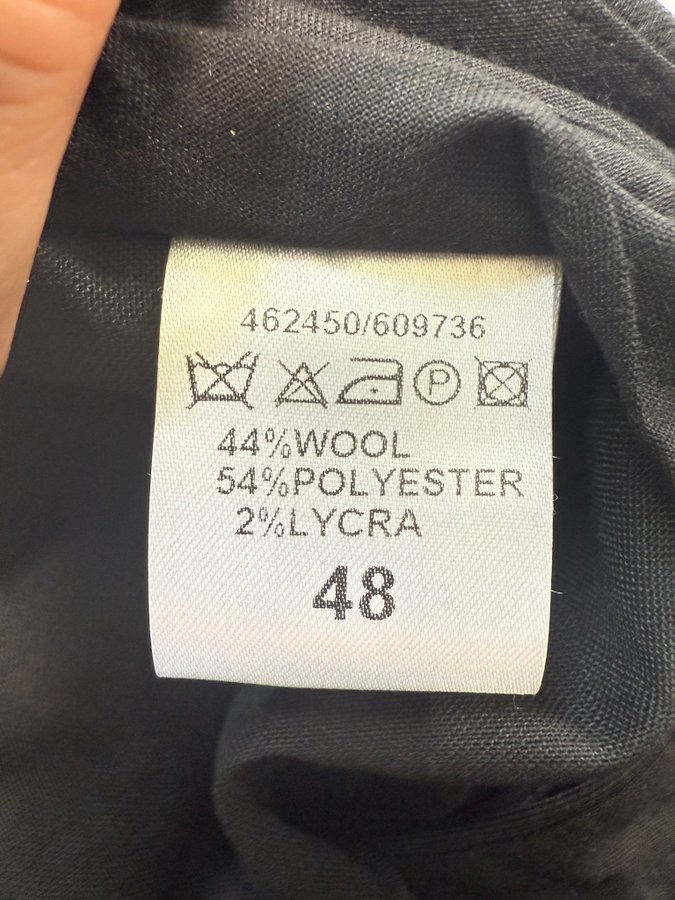 462450/609736
P
44%WOOL
54%POLYESTER
2%LYCRA
48